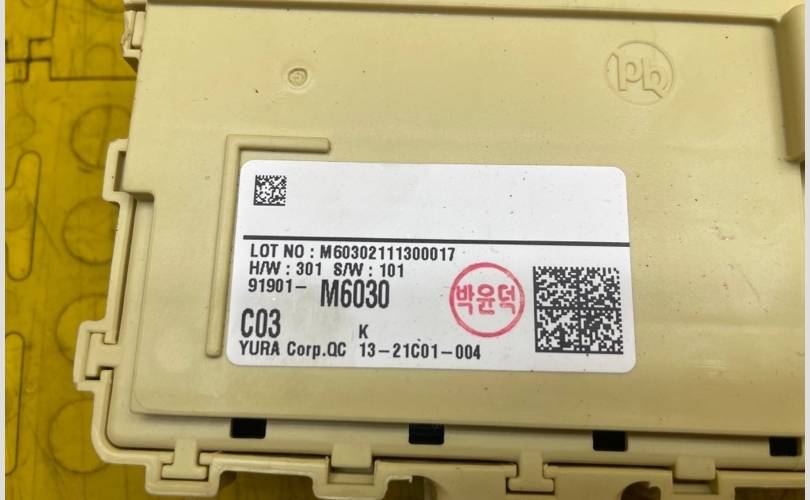 LOT NO : M60302111300017
H/W : 301 S/W : 101
91901- M6030
박윤덕
C03 K
YURA Corp.QC 13-21C01-004